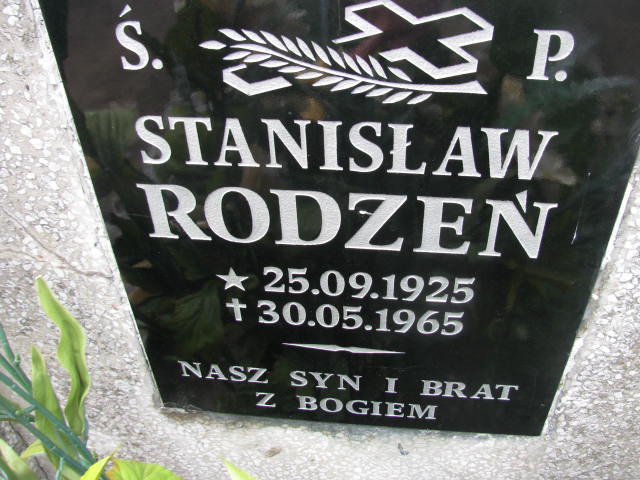 Ś. P.
STANISŁAW
RODZEŃ
★ 25.09.1925
✝ 30.05.1965
NASZ SYN I BRAT
Z BOGIEM